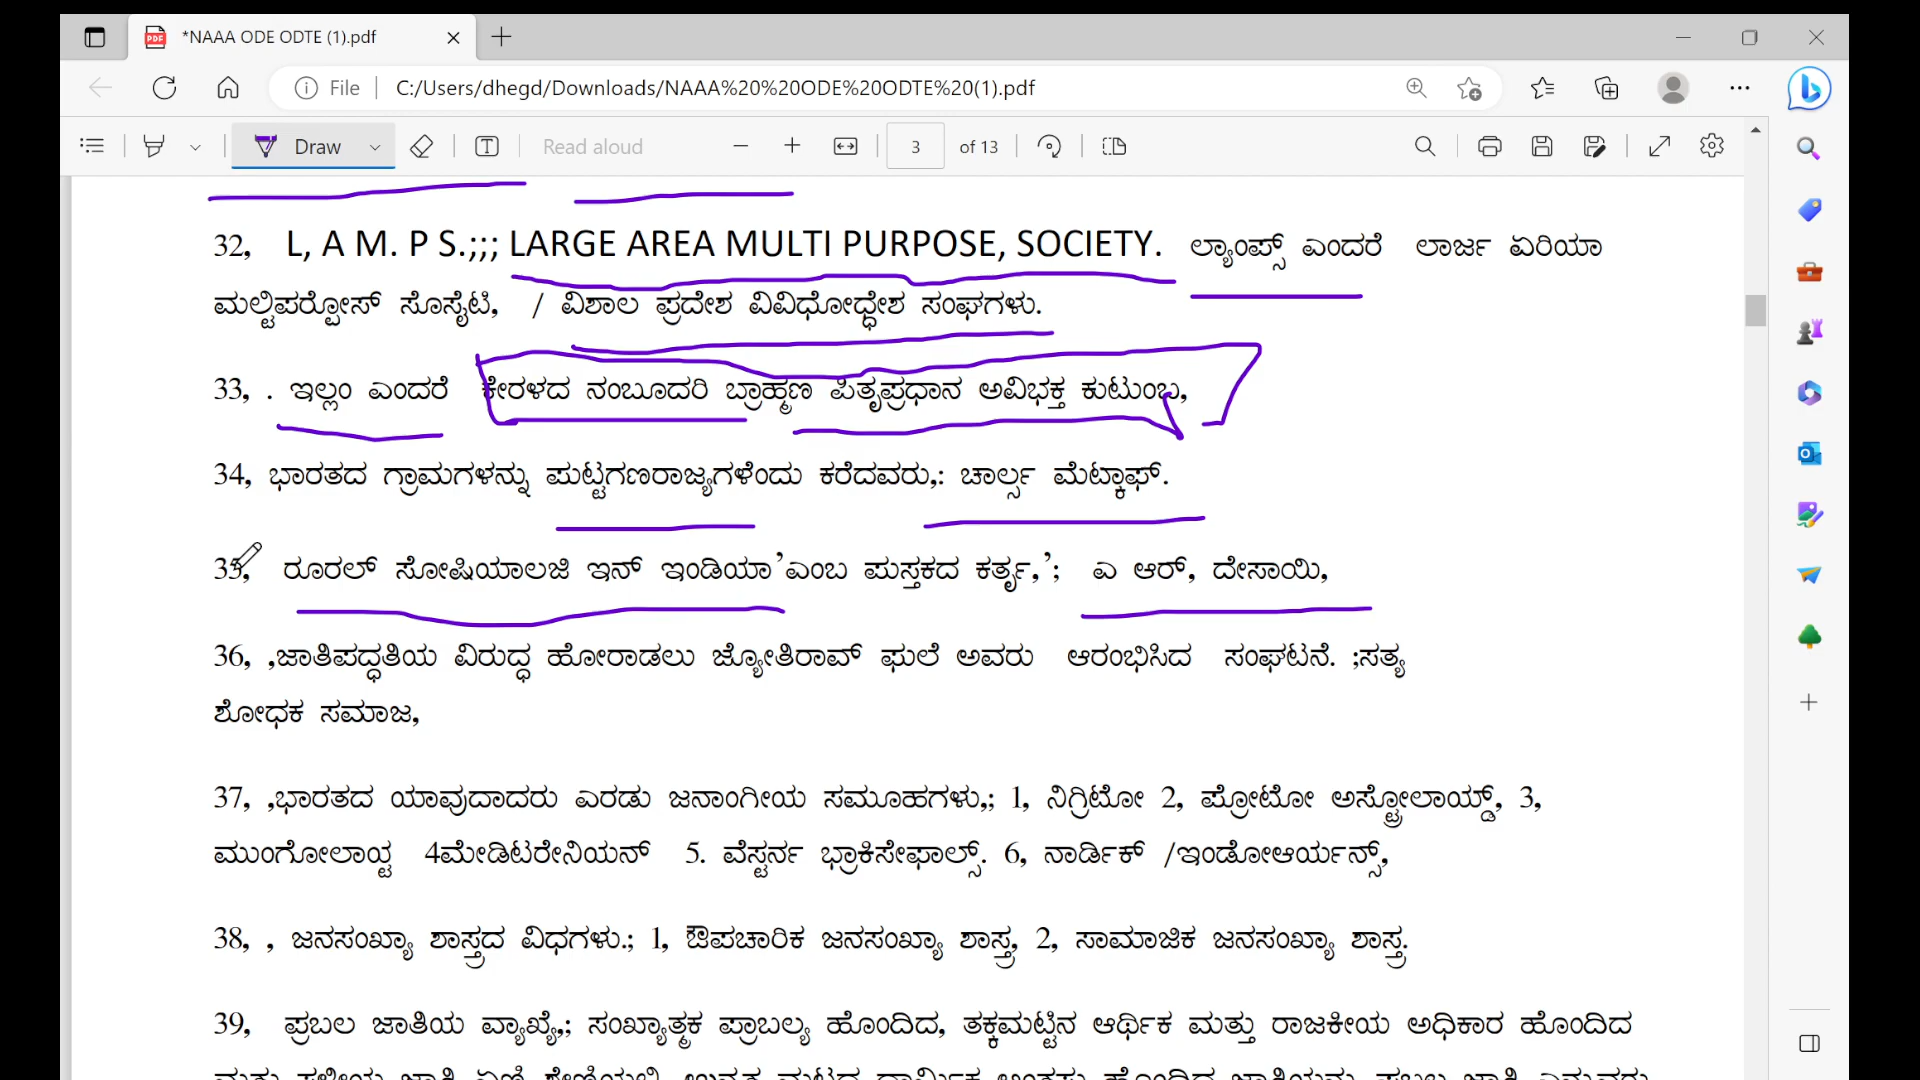 *NAAA ODE ODTE (1).pdf
File
C:/Users/dhegd/Downloads/NAAA%20%20ODE%20ODTE%20(1).pdf
Draw
Read aloud
3 of 13
32, L, A M. P S.;;; LARGE AREA MULTI PURPOSE, SOCIETY. ಲ್ಯಾಂಪ್ಸ್ ಎಂದರೆ ಲಾರ್ಜ ಏರಿಯಾ
ಮಲ್ಟಿಪರ‍್ಪೋಸ್ ಸೊಸೈಟಿ, / ವಿಶಾಲ ಪ್ರದೇಶ ವಿವಿಧೋದ್ಧೇಶ ಸಂಘಗಳು.
33, . ಇಲ್ಲಂ ಎಂದರೆ ಕೇರಳದ ನಂಬೂದರಿ ಬ್ರಾಹ್ಮಣ ಪಿತೃಪ್ರಧಾನ ಅವಿಭಕ್ತ ಕುಟುಂಬ,
34, ಭಾರತದ ಗ್ರಾಮಗಳನ್ನು ಪುಟ್ಟಗಣರಾಜ್ಯಗಳೆಂದು ಕರೆದವರು,: ಚಾರ್ಲ್ಸ ಮೆಟ್ಕಾಫ್.
35, ರೂರಲ್ ಸೋಷಿಯಾಲಜಿ ಇನ್ ಇಂಡಿಯಾ’ಎಂಬ ಪುಸ್ತಕದ ಕರ್ತೃ,’; ಎ ಆರ್, ದೇಸಾಯಿ,
36, ,ಜಾತಿಪದ್ಧತಿಯ ವಿರುದ್ಧ ಹೋರಾಡಲು ಜ್ಯೋತಿರಾವ್ ಫುಲೆ ಅವರು ಆರಂಭಿಸಿದ ಸಂಘಟನೆ. ;ಸತ್ಯ
ಶೋಧಕ ಸಮಾಜ,
37, ,ಭಾರತದ ಯಾವುದಾದರು ಎರಡು ಜನಾಂಗೀಯ ಸಮೂಹಗಳು,; 1, ನಿಗ್ರಿಟೋ 2, ಪ್ರೋಟೋ ಅಸ್ಟ್ರೋಲಾಯ್ಡ್, 3,
ಮುಂಗೋಲಾಯ್ಟ 4ಮೇಡಿಟರೇನಿಯನ್ 5. ವೆಸ್ಟರ್ನ ಭ್ರಾಕಿಸೇಫಾಲ್ಸ್. 6, ನಾರ್ಡಿಕ್ /ಇಂಡೋಆರ್ಯನ್ಸ್,
38, , ಜನಸಂಖ್ಯಾ ಶಾಸ್ತ್ರದ ವಿಧಗಳು.; 1, ಔಪಚಾರಿಕ ಜನಸಂಖ್ಯಾ ಶಾಸ್ತ್ರ, 2, ಸಾಮಾಜಿಕ ಜನಸಂಖ್ಯಾ ಶಾಸ್ತ್ರ.
39, ಪ್ರಬಲ ಜಾತಿಯ ವ್ಯಾಖ್ಯೆ,; ಸಂಖ್ಯಾತ್ಮಕ ಪ್ರಾಬಲ್ಯ ಹೊಂದಿದ, ತಕ್ಕಮಟ್ಟಿನ ಆರ್ಥಿಕ ಮತ್ತು ರಾಜಕೀಯ ಅಧಿಕಾರ ಹೊಂದಿದ